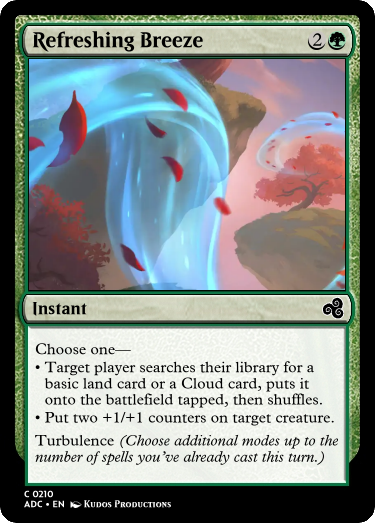 Refreshing Breeze 2
Instant
Choose one—
• Target player searches their library for a
basic land card or a Cloud card, puts it
onto the battlefield tapped, then shuffles.
• Put two +1/+1 counters on target creature.
Turbulence (Choose additional modes up to the
number of spells you've already cast this turn.)
C 0210
ADC • EN Kudos Productions